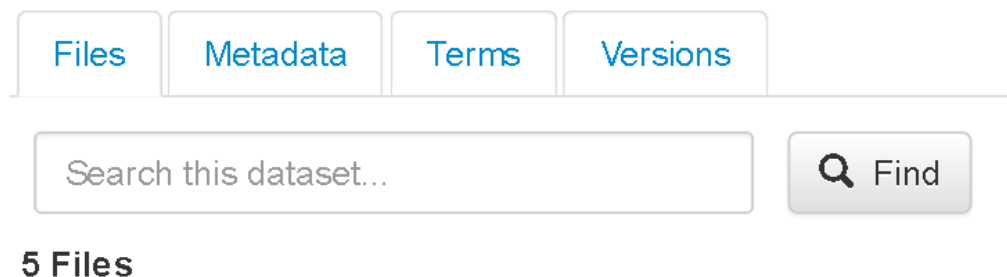 Files Metadata Terms Versions
Search this dataset...
Find
5 Files